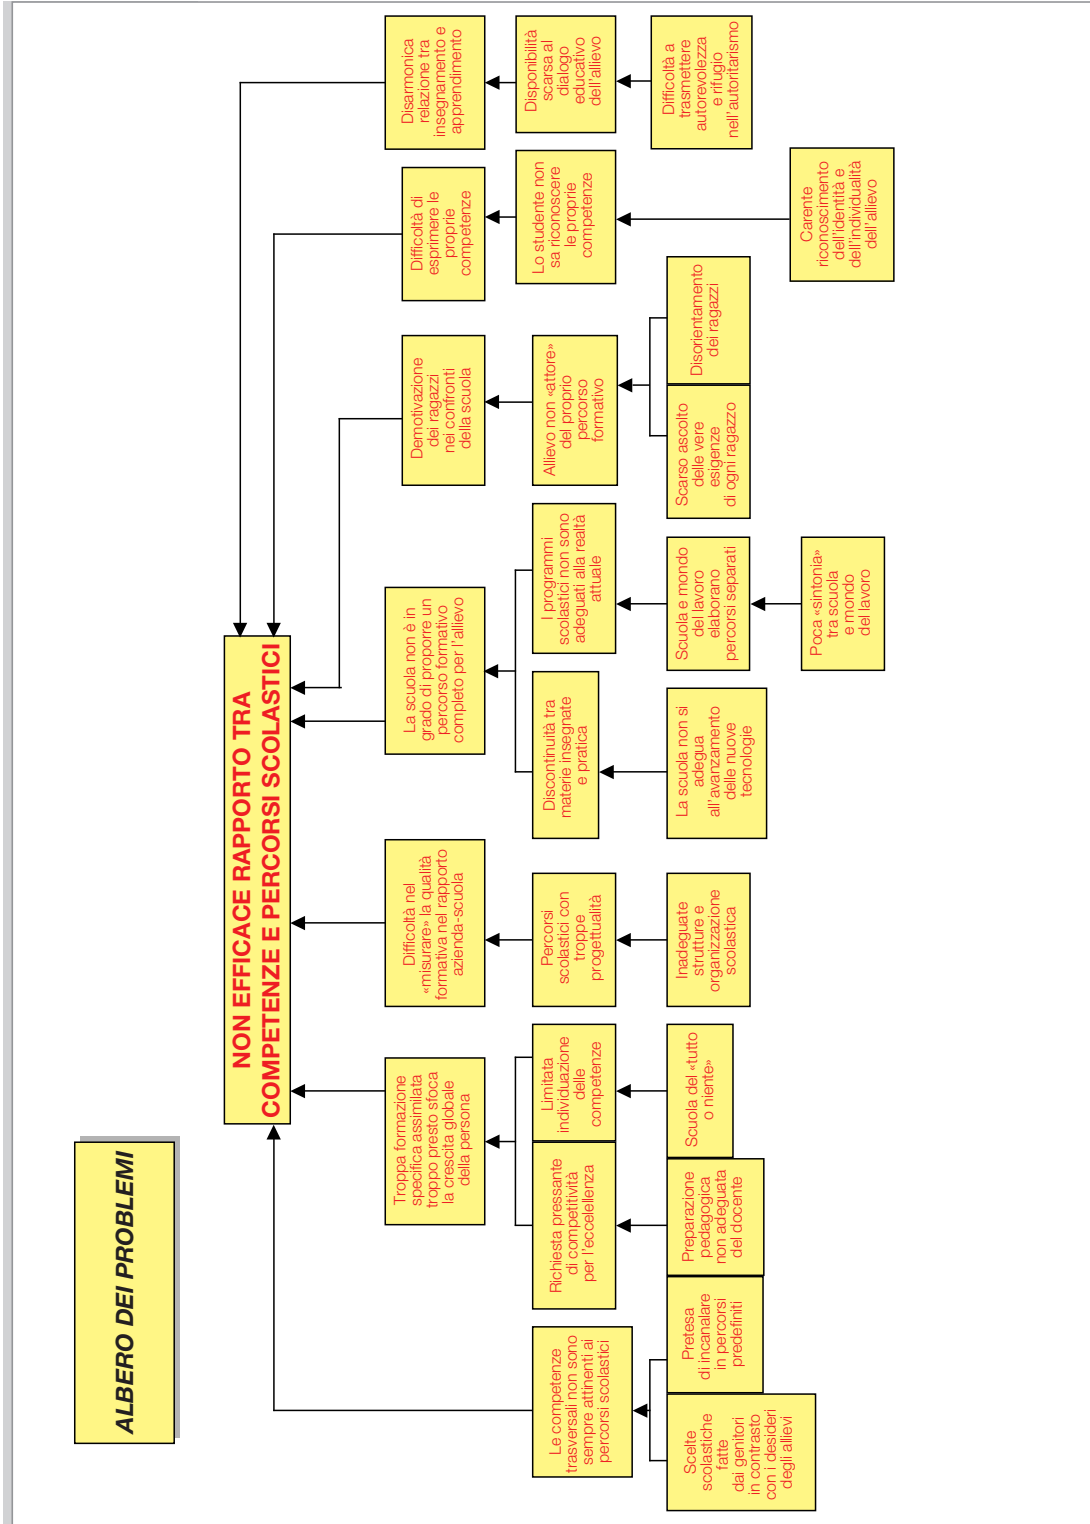 ALBERO DEI PROBLEMI
NON EFFICACE RAPPORTO TRA
COMPETENZE E PERCORSI SCOLASTICI
Le competenze
trasversali non sono
sempre attinenti ai
percorsi scolastici
Scelte
scolastiche
fatte
dai genitori
in contrasto
con i desideri
degli allievi
Pretesa
di incanalare
in percorsi
predefiniti
Troppa formazione
specifica assimilata
troppo presto sfoca
la crescita globale
della persona
Richiesta pressante
di competitività
per l'eccelellenza
Limitata
individuazione
delle
competenze
Preparazione
pedagogica
non adeguata
del docente
Scuola del «tutto
o niente»
Difficoltà nel
«misurare» la qualità
formativa nel rapporto
azienda-scuola
Percorsi
scolastici con
troppe
progettualità
Inadeguate
strutture e
organizzazione
scolastica
La scuola non è in
grado di proporre un
percorso formativo
completo per l'allievo
Discontinuità tra
materie insegnate
e pratica
I programmi
scolastici non sono
adeguati alla realtà
attuale
La scuola non si
adegua
all'avanzamento
delle nuove
tecnologie
Scuola e mondo
del lavoro
elaborano
percorsi separati
Poca «sintonia»
tra scuola
e mondo
del lavoro
Demotivazione
dei ragazzi
nei confronti
della scuola
Allievo non «attore»
del proprio
percorso
formativo
Scarso ascolto
delle vere
esigenze
di ogni ragazzo
Disorientamento
dei ragazzi
Difficoltà di
esprimere le
proprie
competenze
Lo studente non
sa riconoscere
le proprie
competenze
Carente
riconoscimento
dell'identità e
dell'individualità
dell'allievo
Disarmonica
relazione tra
insegnamento e
apprendimento
Disponibilità
scarsa al
dialogo
educativo
dell'allievo
Difficoltà a
trasmettere
autorevolezza
e rifugio
nell'autoritarismo